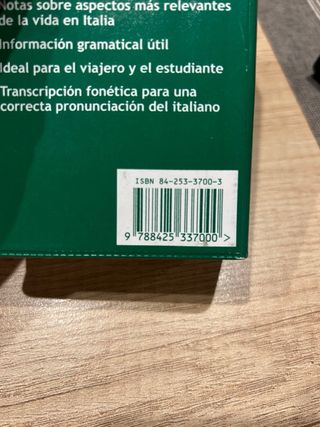 Notas sobre aspectos más relevantes
de la vida en Italia
Información gramatical útil
Ideal para el viajero y el estudiante
Transcripción fonética para una
correcta pronunciación del italiano
ISBN 84-253-3700-3
9 788425 337000 >